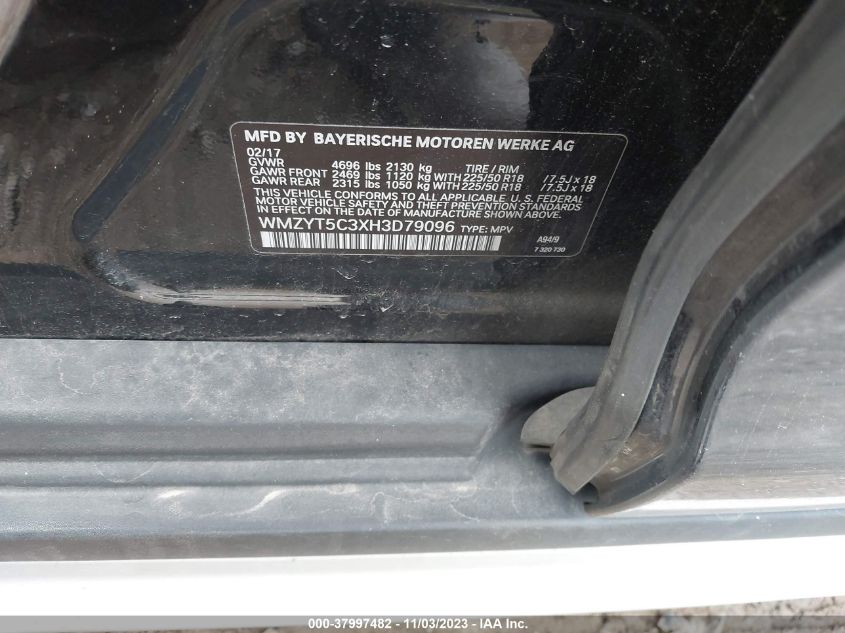 MFD BY BAYERISCHE MOTOREN WERKE AG
02/17
GVWR 4696 lbs 2130 kg TIRE / RIM
GAWR FRONT 2469 lbs 1120 kg WITH 225/50 R18 /7.5J x 18
GAWR REAR 2315 lbs 1050 kg WITH 225/50 R18 /7.5J x 18
THIS VEHICLE CONFORMS TO ALL APPLICABLE U.S. FEDERAL
MOTOR VEHICLE SAFETY AND THEFT PREVENTION STANDARDS
IN EFFECT ON THE DATE OF MANUFACTURE SHOWN ABOVE.
WMZYT5C3XH3D79096 TYPE: MPV
A94/9
7 320 730
000-37997482 - 11/03/2023 - IAA Inc.